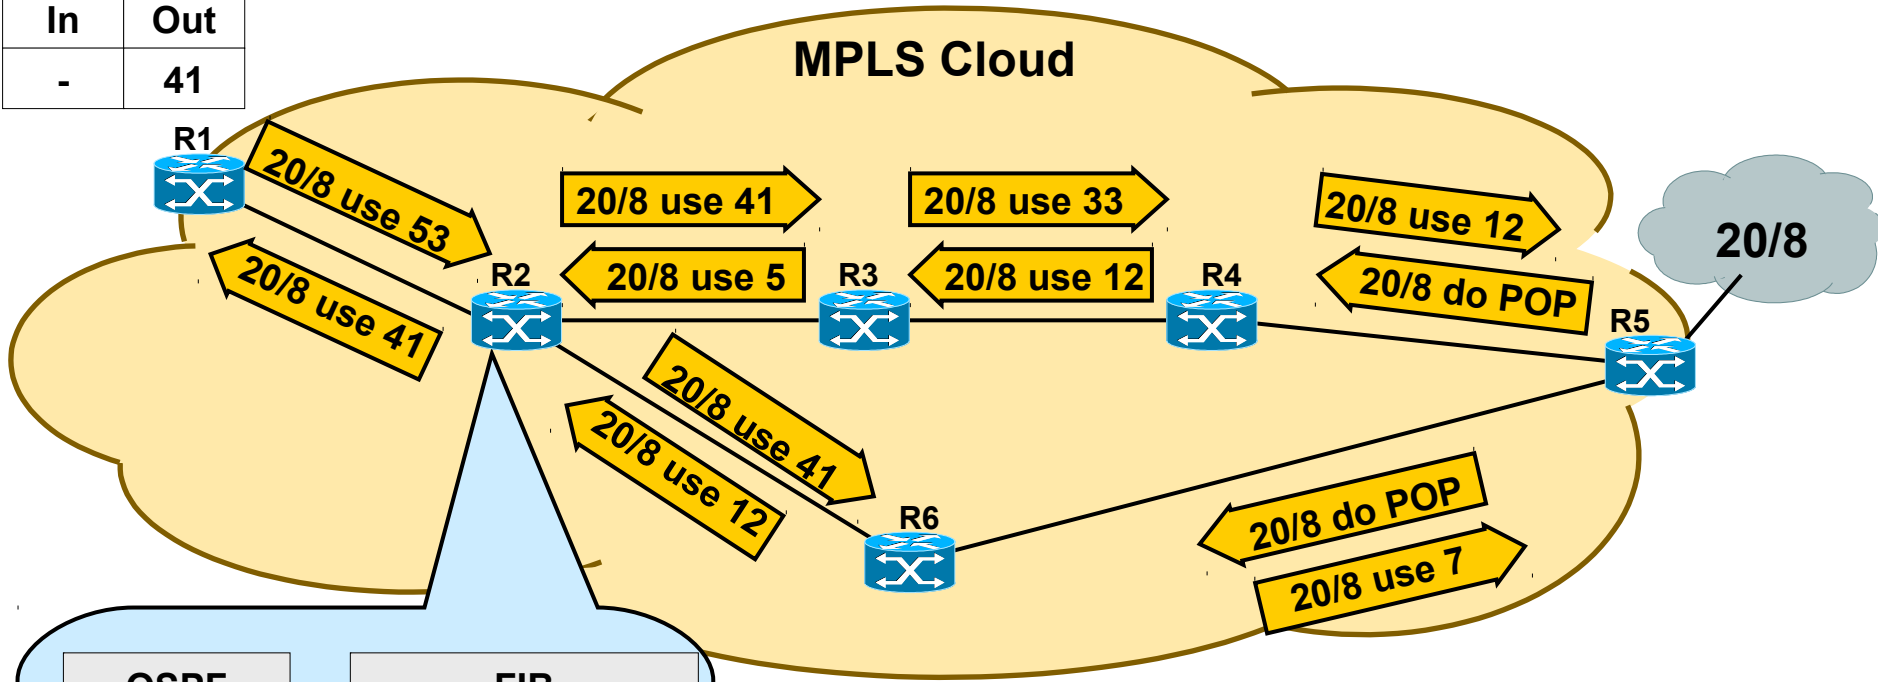 In Out
- 41
MPLS Cloud
R1
20/8 use 53
20/8 use 41
20/8 use 41
20/8 use 5
20/8 use 33
20/8 use 12
20/8 use 12
20/8 do POP
20/8
R2
R3
R4
R5
20/8 use 41
20/8 use 12
R6
20/8 do POP
20/8 use 7
OSPF
FIB